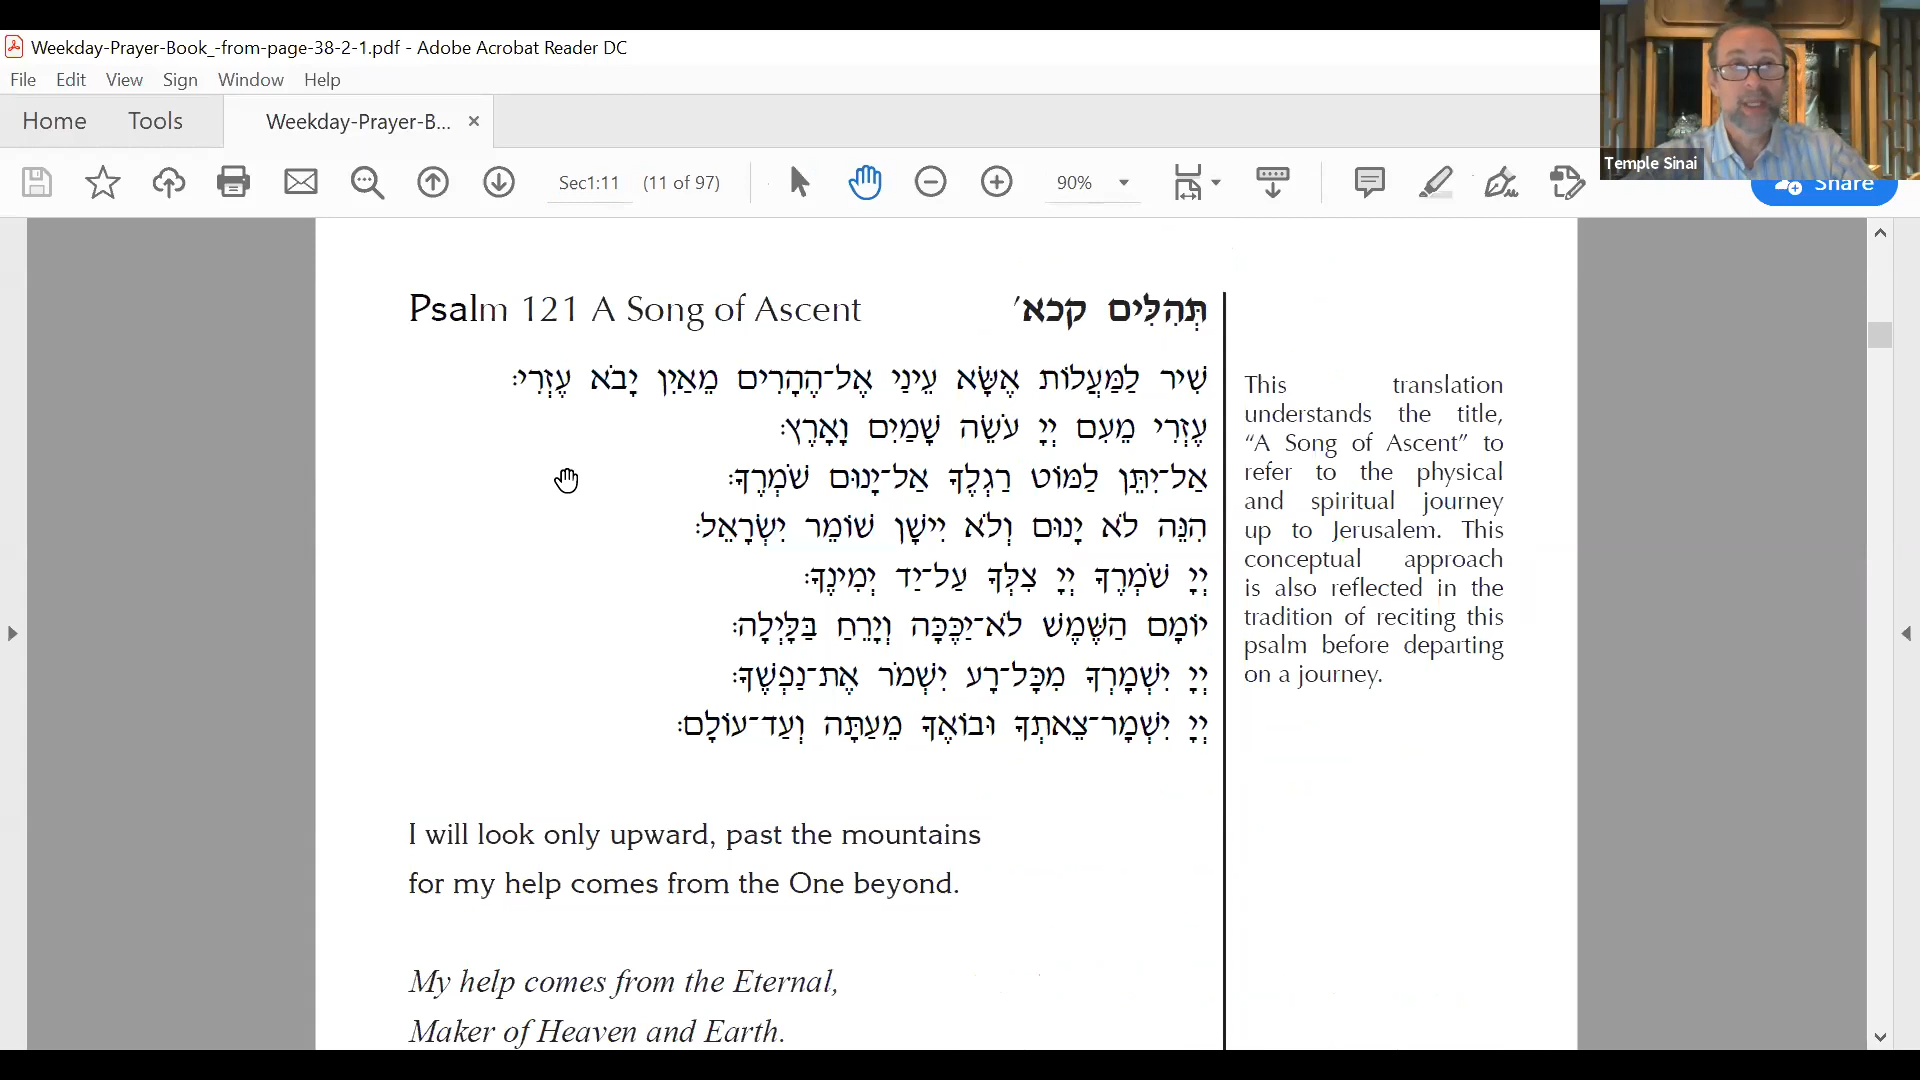 Weekday-Prayer-Book_-from-page-38-2-1.pdf - Adobe Acrobat Reader DC
File Edit View Sign Window Help
Home Tools Weekday-Prayer-B... ×
Sec1:11 (11 of 97) 90%
Share
Temple Sinai
Psalm 121 A Song of Ascent תְּהִלִּים קכא׳
שִׁיר לַמַּעֲלוֹת אֶשָּׂא עֵינַי אֶל־הֶהָרִים מֵאַיִן יָבֹא עֶזְרִי׃
עֶזְרִי מֵעִם יְיָ עֹשֵׂה שָׁמַיִם וָאָרֶץ׃
אַל־יִתֵּן לַמּוֹט רַגְלֶךָ אַל־יָנוּם שֹׁמְרֶךָ׃
הִנֵּה לֹא יָנוּם וְלֹא יִישָׁן שׁוֹמֵר יִשְׂרָאֵל׃
יְיָ שֹׁמְרֶךָ יְיָ צִלְּךָ עַל־יַד יְמִינֶךָ׃
יוֹמָם הַשֶּׁמֶשׁ לֹא־יַכֶּכָּה וְיָרֵחַ בַּלָּיְלָה׃
יְיָ יִשְׁמָרְךָ מִכָּל־רָע יִשְׁמֹר אֶת־נַפְשֶׁךָ׃
יְיָ יִשְׁמָר־צֵאתְךָ וּבוֹאֶךָ מֵעַתָּה וְעַד־עוֹלָם׃
I will look only upward, past the mountains
for my help comes from the One beyond.
My help comes from the Eternal,
Maker of Heaven and Earth.
This translation
understands the title,
“A Song of Ascent” to
refer to the physical
and spiritual journey
up to Jerusalem. This
conceptual approach
is also reflected in the
tradition of reciting this
psalm before departing
on a journey.